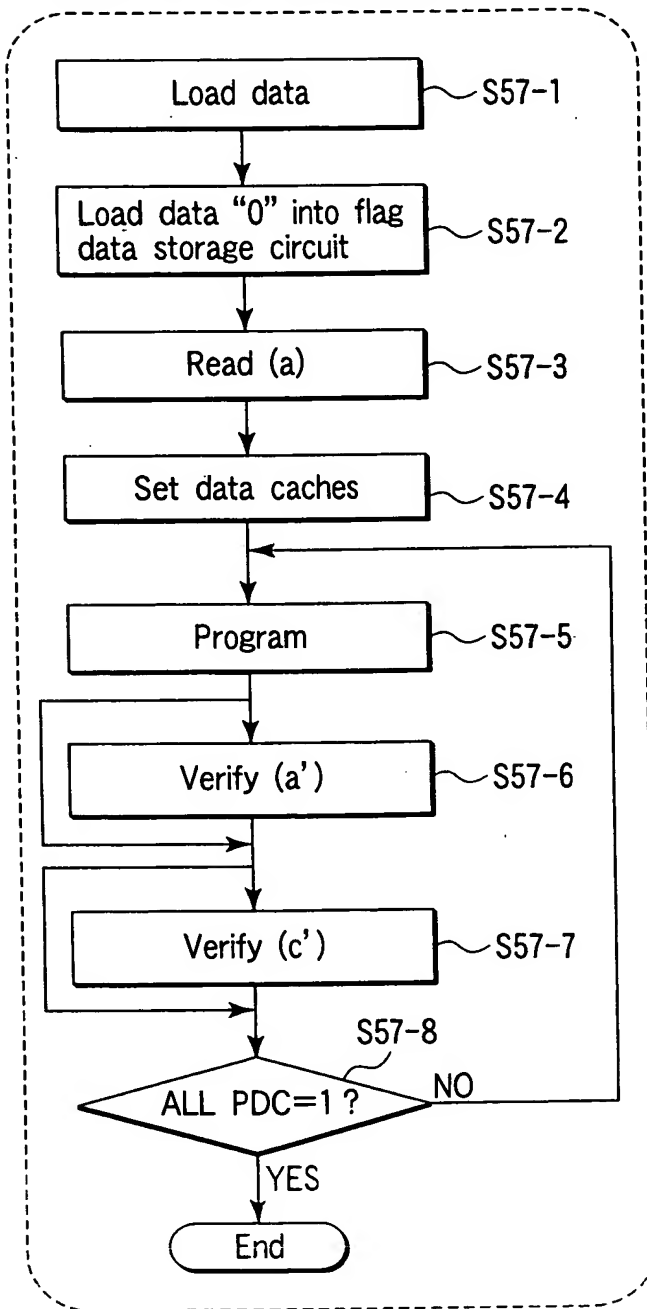 Load data
S57-1
Load data “0” into flag
data storage circuit
S57-2
Read (a)
S57-3
Set data caches
S57-4
Program
S57-5
Verify (a’)
S57-6
Verify (c’)
S57-7
S57-8
ALL PDC=1 ?
NO
YES
End